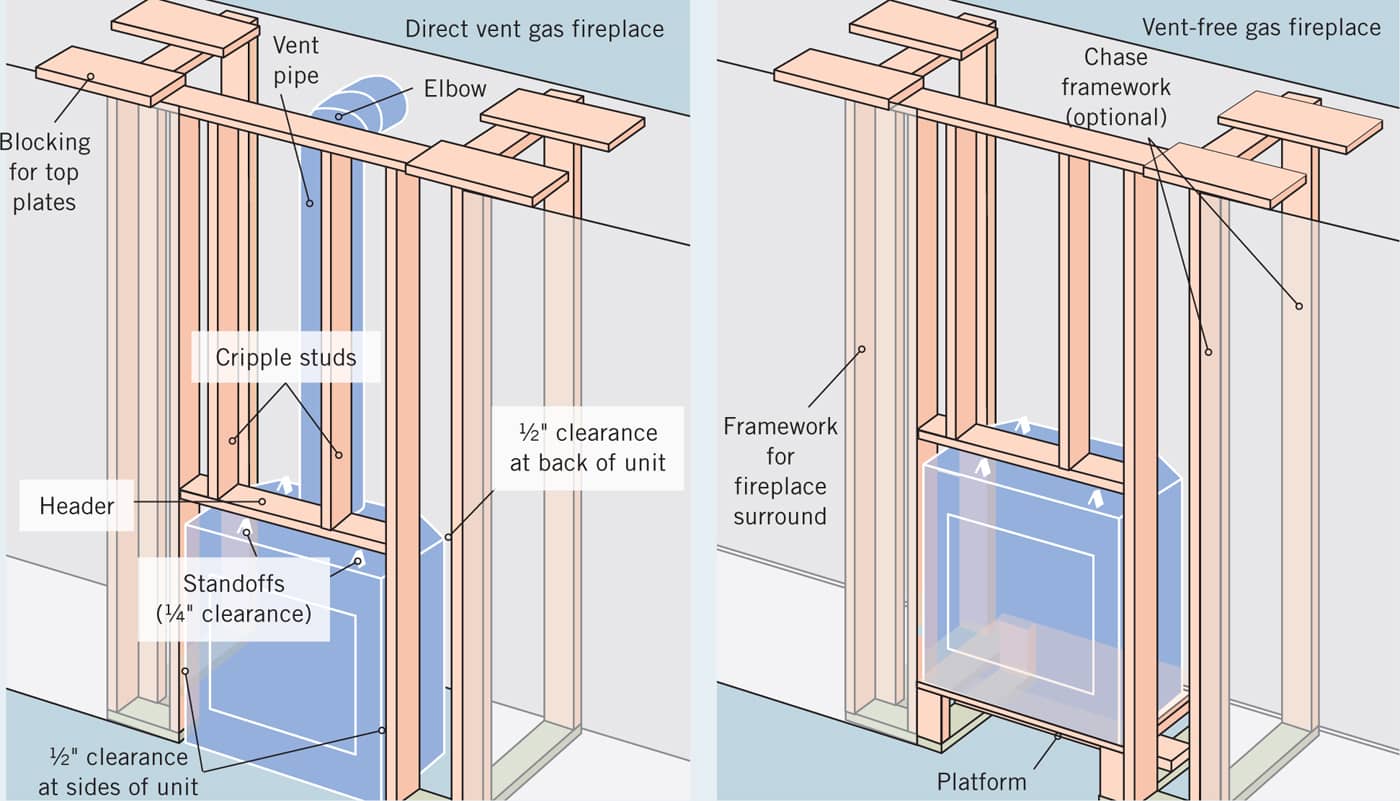 Direct vent gas fireplace
Vent
pipe
Elbow
Blocking
for top
plates
Cripple studs
½" clearance
at back of unit
Header
Standoffs
(¼" clearance)
½" clearance
at sides of unit
Vent-free gas fireplace
Chase
framework
(optional)
Framework
for
fireplace
surround
Platform